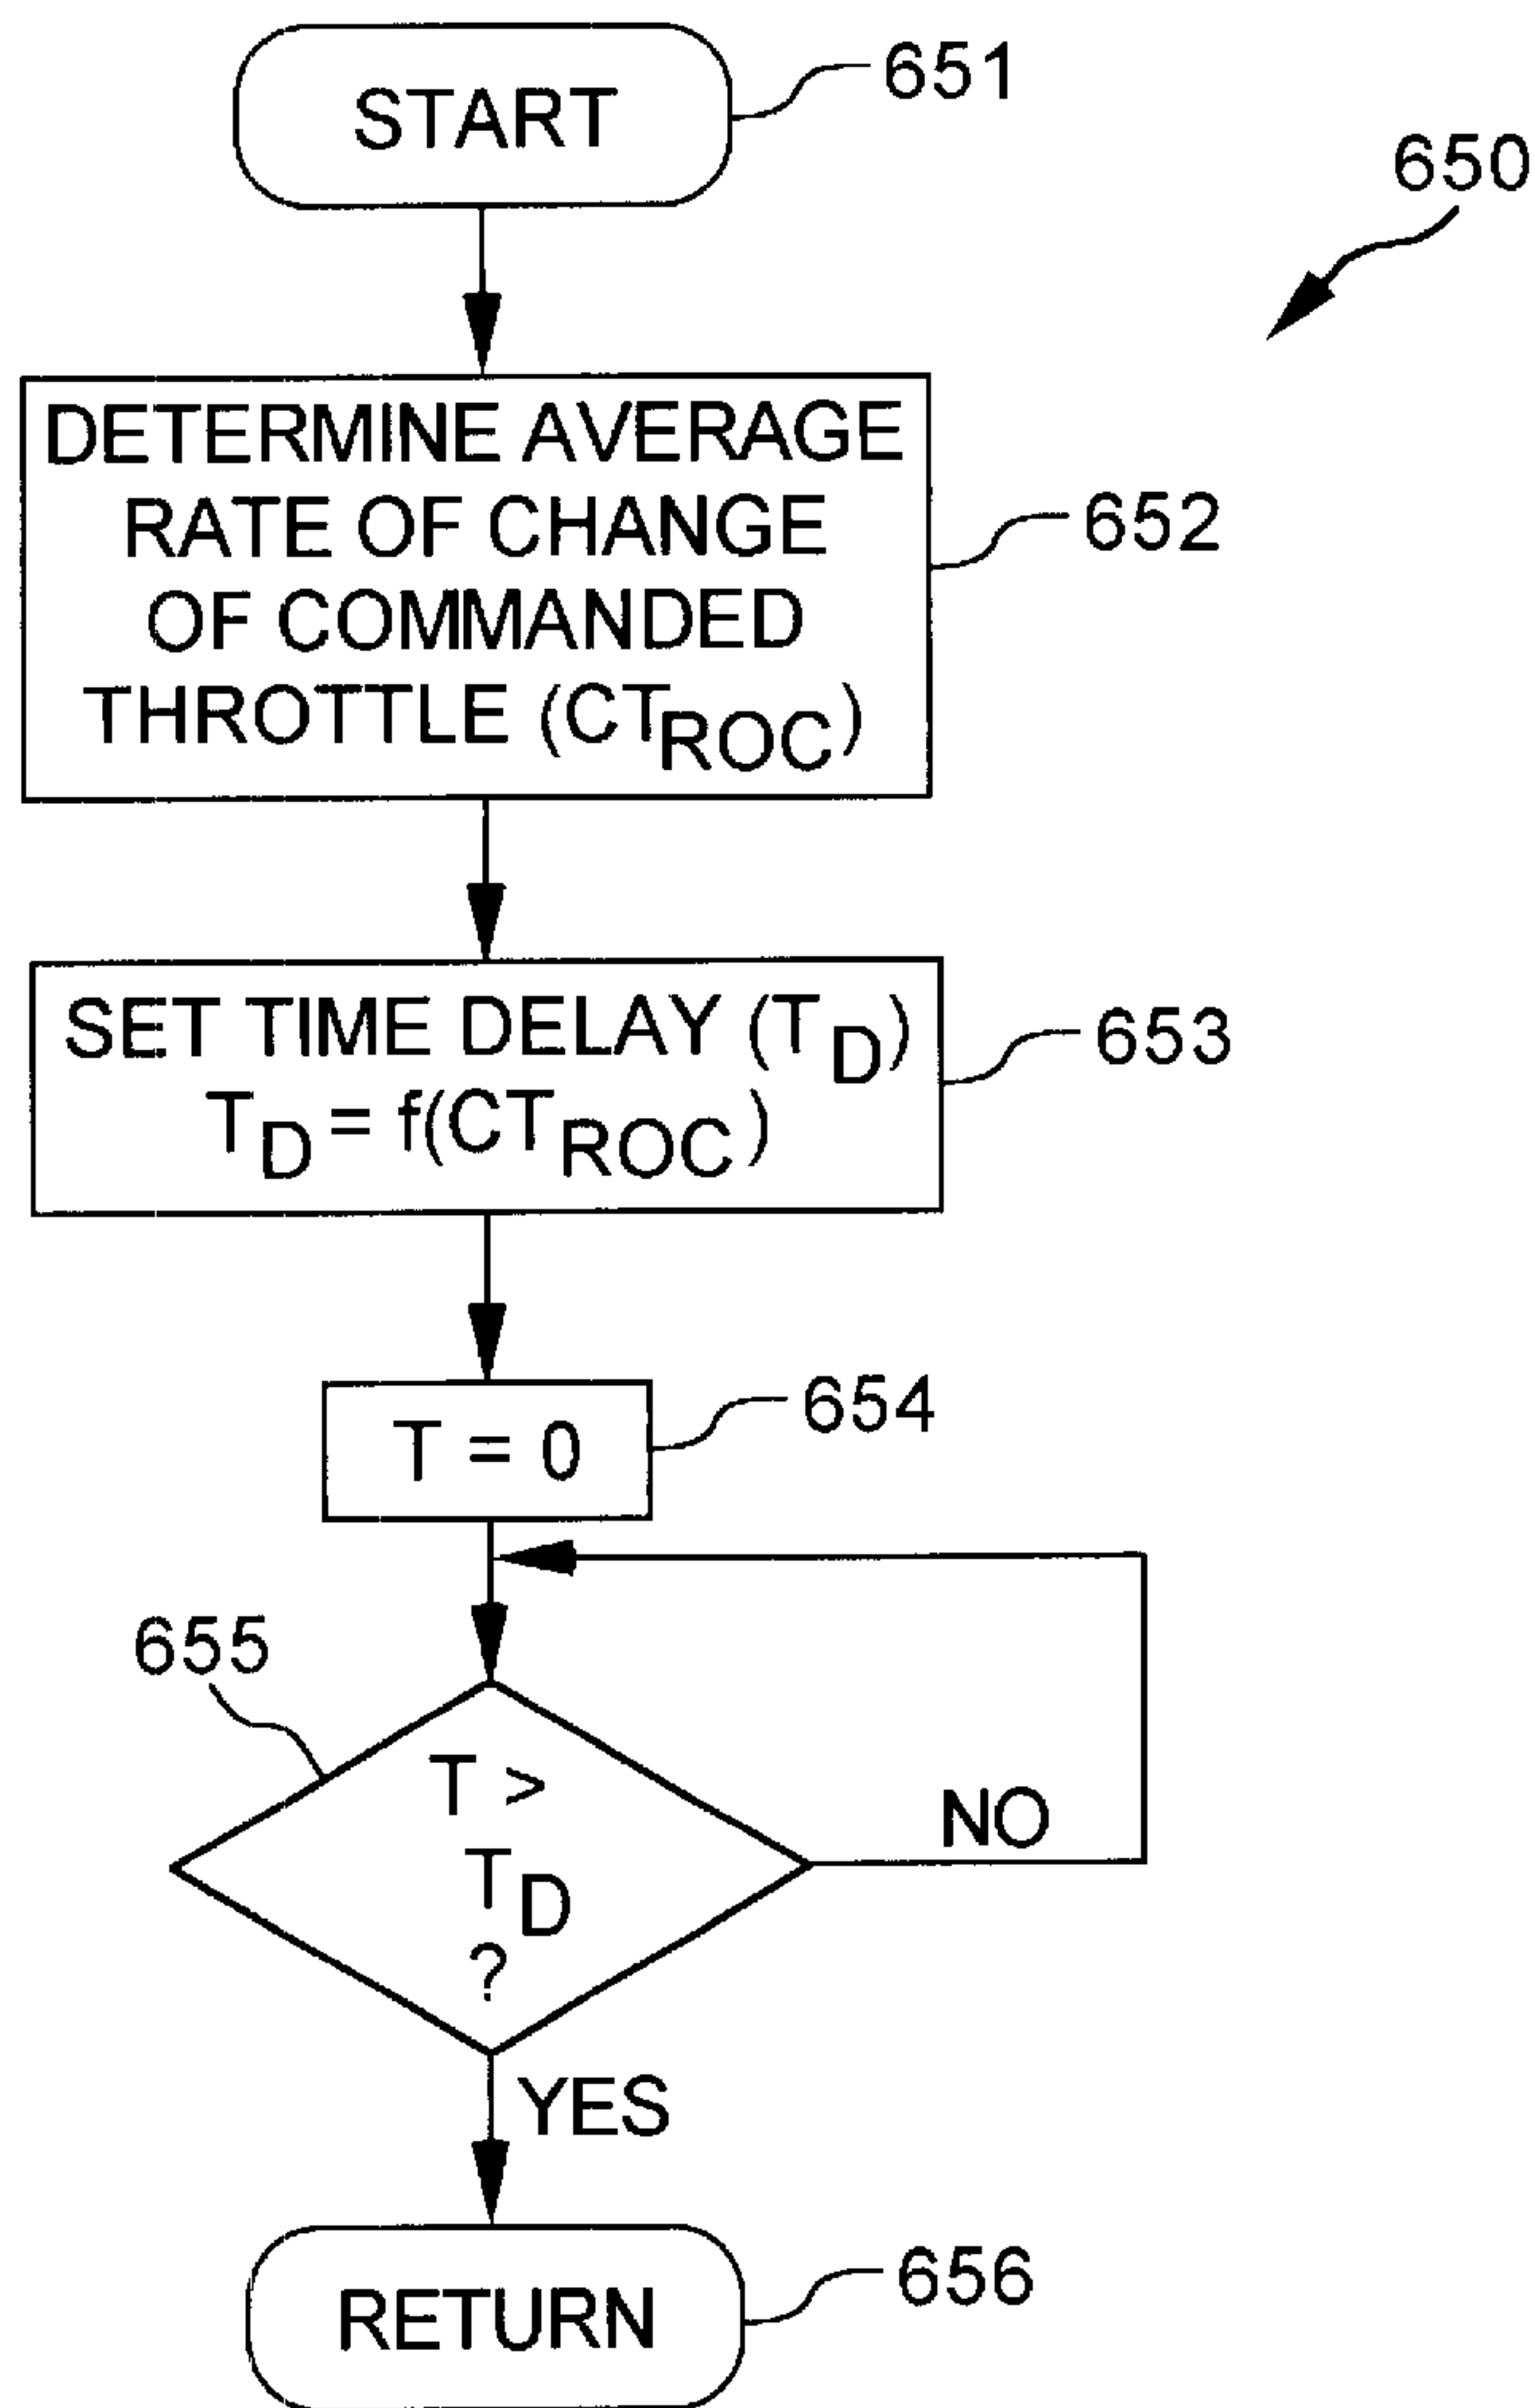 START
651
650
DETERMINE AVERAGE
RATE OF CHANGE
OF COMMANDED
THROTTLE (CTROC)
652
SET TIME DELAY (TD)
TD = f(CTROC)
653
T = 0
654
655
T >
TD
?
NO
YES
RETURN
656